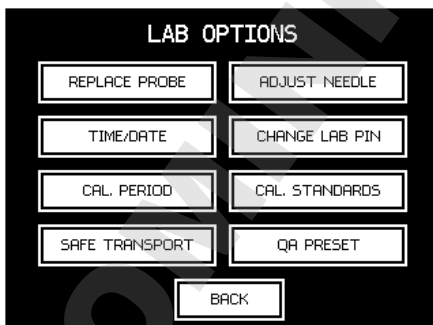 LAB OPTIONS
REPLACE PROBE ADJUST NEEDLE
TIME/DATE CHANGE LAB PIN
CAL. PERIOD CAL. STANDARDS
SAFE TRANSPORT QA PRESET
BACK